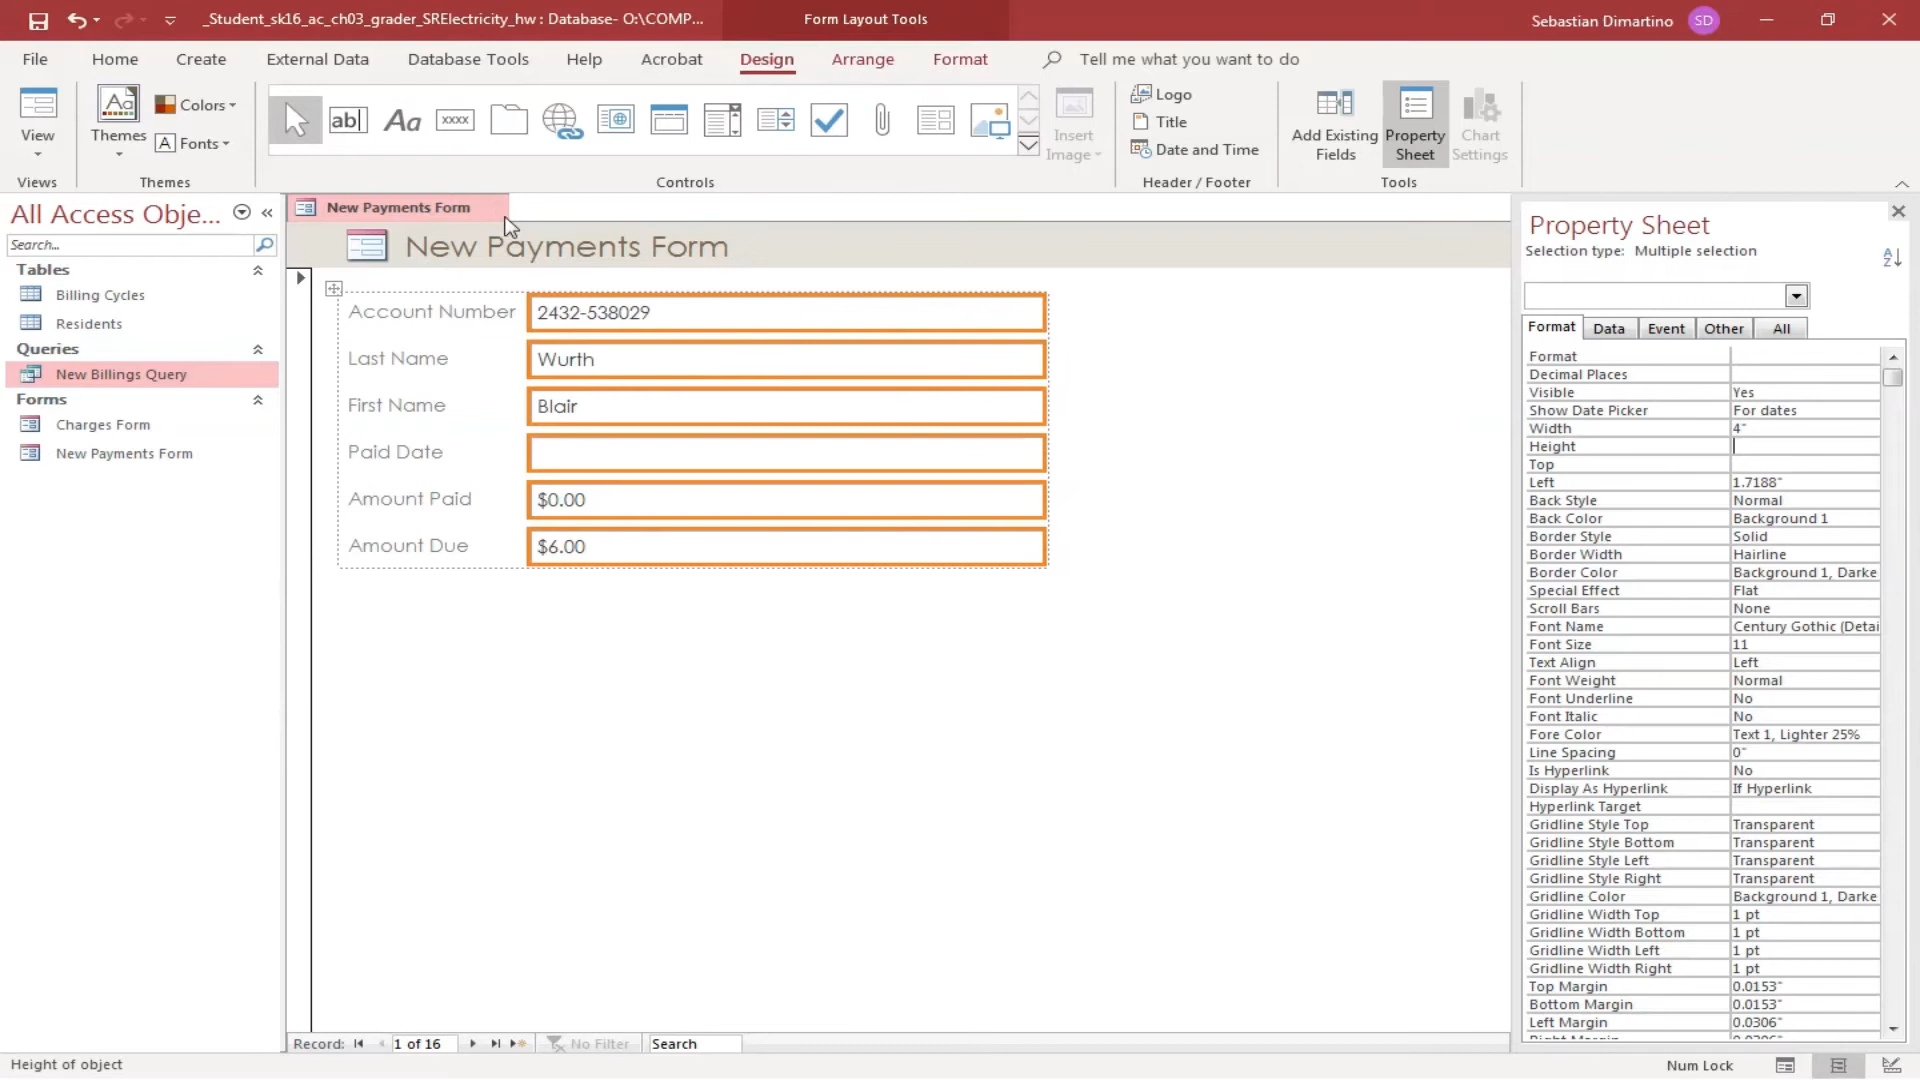 _Student_sk16_ac_ch03_grader_SRElectricity_hw : Database- O:\COMP...
Form Layout Tools
Sebastian Dimartino
SD
File
Home
Create
External Data
Database Tools
Help
Acrobat
Design
Arrange
Format
Tell me what you want to do
View
Views
Aa
Themes
Colors
A Fonts
Themes
ab|
Aa
xxxx
Controls
Insert
Image
Logo
Title
Date and Time
Header / Footer
Add Existing
Fields
Property
Sheet
Chart
Settings
Tools
All Access Obje...
Search...
Tables
Billing Cycles
Residents
Queries
New Billings Query
Forms
Charges Form
New Payments Form
New Payments Form
New Payments Form
Account Number 2432-538029
Last Name Wurth
First Name Blair
Paid Date
Amount Paid $0.00
Amount Due $6.00
Property Sheet
Selection type: Multiple selection
Format Data Event Other All
Format
Decimal Places
Visible Yes
Show Date Picker For dates
Width 4"
Height
Top
Left 1.7188"
Back Style Normal
Back Color Background 1
Border Style Solid
Border Width Hairline
Border Color Background 1, Darke
Special Effect Flat
Scroll Bars None
Font Name Century Gothic (Detai
Font Size 11
Text Align Left
Font Weight Normal
Font Underline No
Font Italic No
Fore Color Text 1, Lighter 25%
Line Spacing 0"
Is Hyperlink No
Display As Hyperlink If Hyperlink
Hyperlink Target
Gridline Style Top Transparent
Gridline Style Bottom Transparent
Gridline Style Left Transparent
Gridline Style Right Transparent
Gridline Color Background 1, Darke
Gridline Width Top 1 pt
Gridline Width Bottom 1 pt
Gridline Width Left 1 pt
Gridline Width Right 1 pt
Top Margin 0.0153"
Bottom Margin 0.0153"
Left Margin 0.0306"
Record: 1 of 16 No Filter Search
Height of object
Num Lock